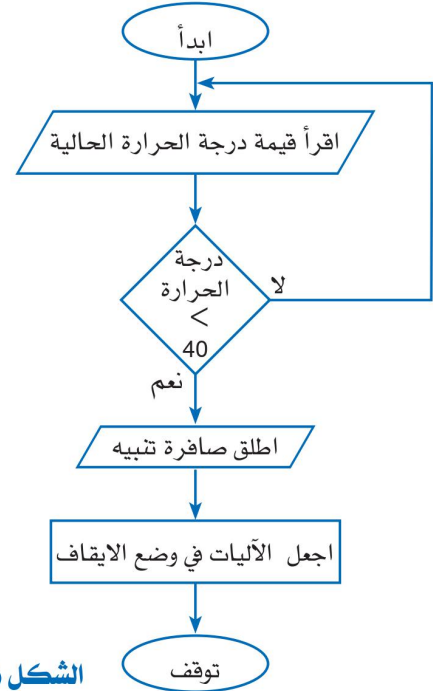 ابدأ
اقرأ قيمة درجة الحرارة الحالية
درجة
الحرارة
<
40
لا
نعم
اطلق صافرة تنبيه
اجعل الآليات في وضع الايقاف
توقف
الشكل